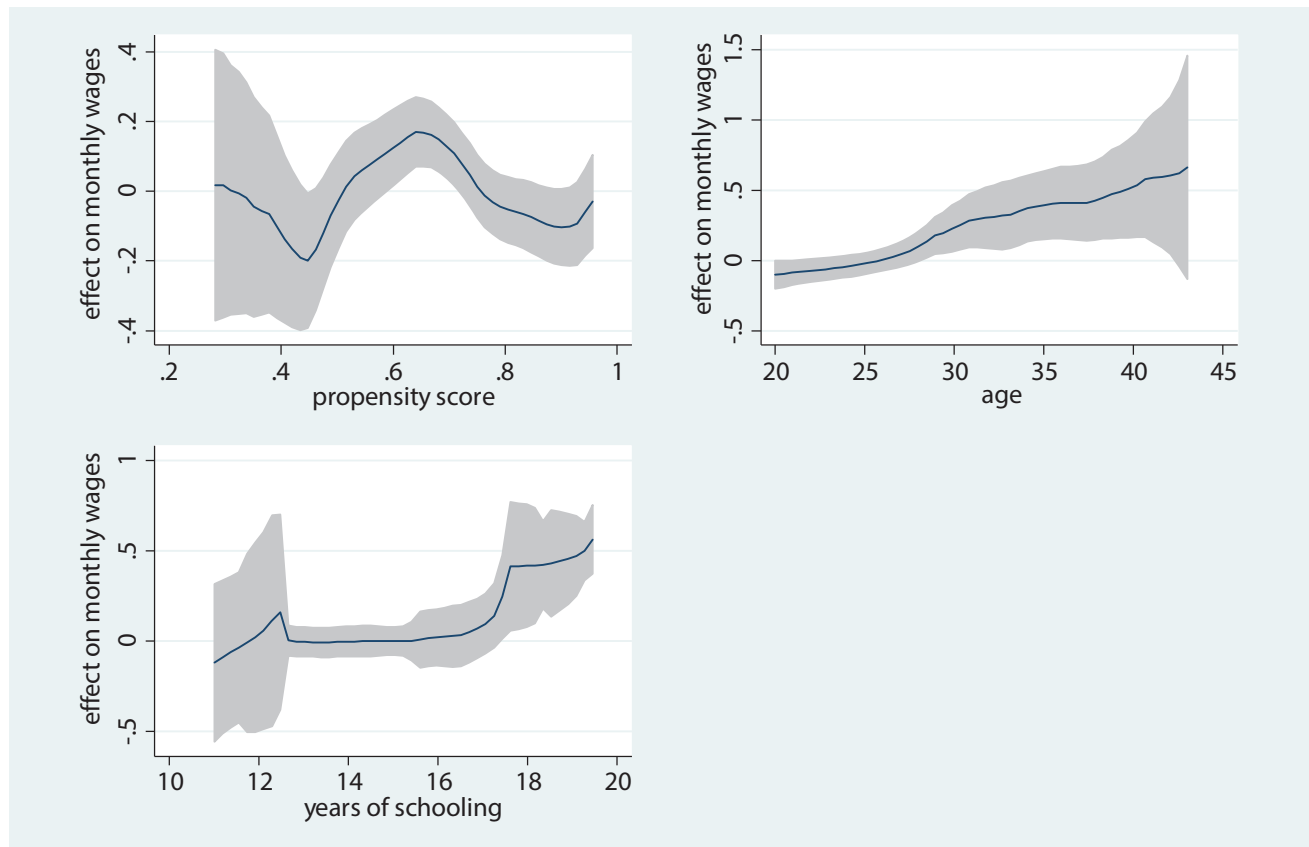 effect on monthly wages
.4
.2
0
-.2
-.4
.2 .4 .6 .8 1
propensity score
effect on monthly wages
1.5
1
.5
0
-.5
20 25 30 35 40 45
age
effect on monthly wages
1
.5
0
-.5
10 12 14 16 18 20
years of schooling